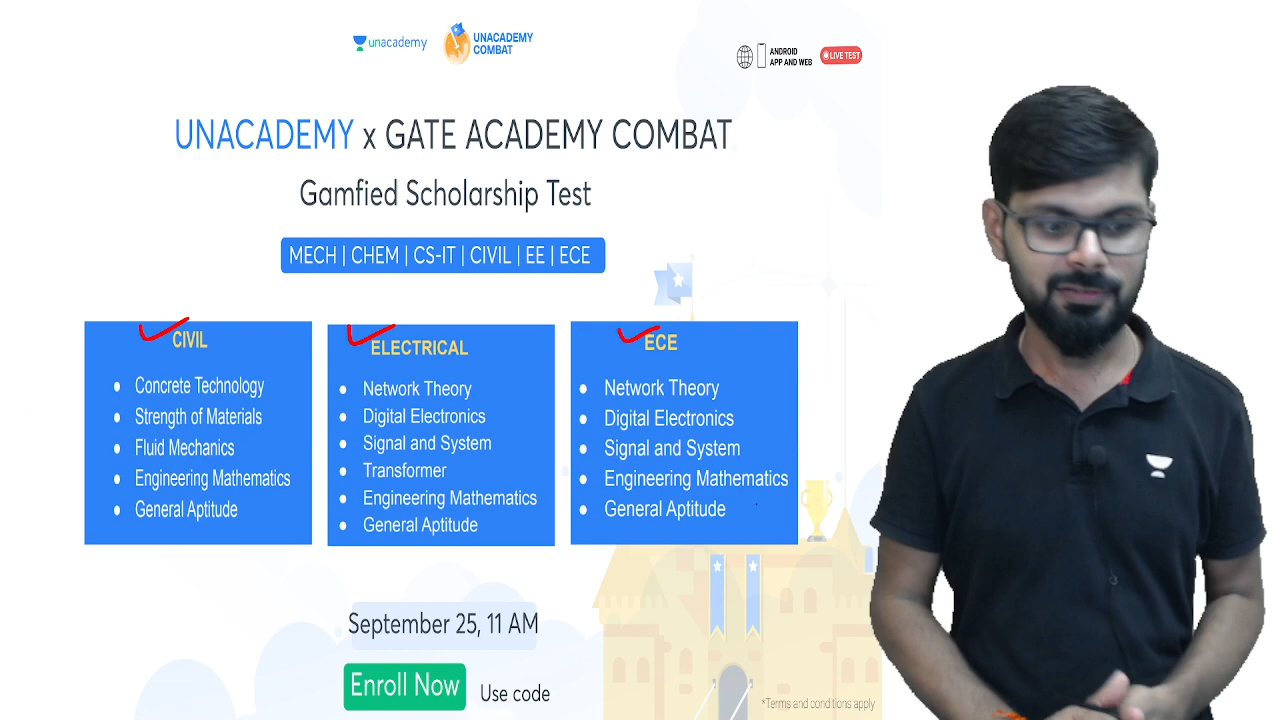 unacademy
UNACADEMY
COMBAT
ANDROID
APP AND WEB
LIVE TEST
UNACADEMY x GATE ACADEMY COMBAT
Gamfied Scholarship Test
MECH | CHEM | CS-IT | CIVIL | EE | ECE
CIVIL
• Concrete Technology
• Strength of Materials
• Fluid Mechanics
• Engineering Mathematics
• General Aptitude
ELECTRICAL
• Network Theory
• Digital Electronics
• Signal and System
• Transformer
• Engineering Mathematics
• General Aptitude
ECE
• Network Theory
• Digital Electronics
• Signal and System
• Engineering Mathematics
• General Aptitude
September 25, 11 AM
Enroll Now
Use code
*Terms and conditions apply